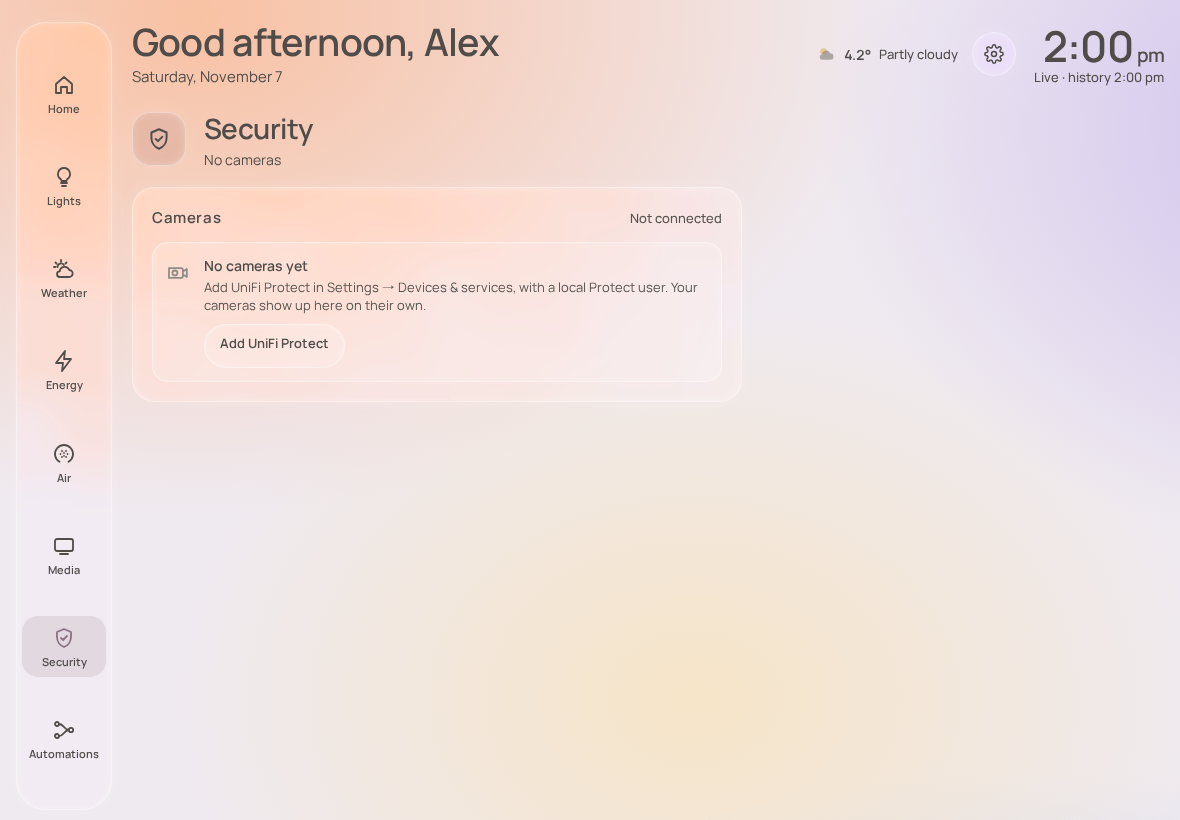 Good afternoon, Alex
Saturday, November 7
4.2° Partly cloudy
2:00 pm
Live · history 2:00 pm
Home
Lights
Weather
Energy
Air
Media
Security
Automations
Security
No cameras
Cameras
Not connected
No cameras yet
Add UniFi Protect in Settings → Devices & services, with a local Protect user. Your
cameras show up here on their own.
Add UniFi Protect